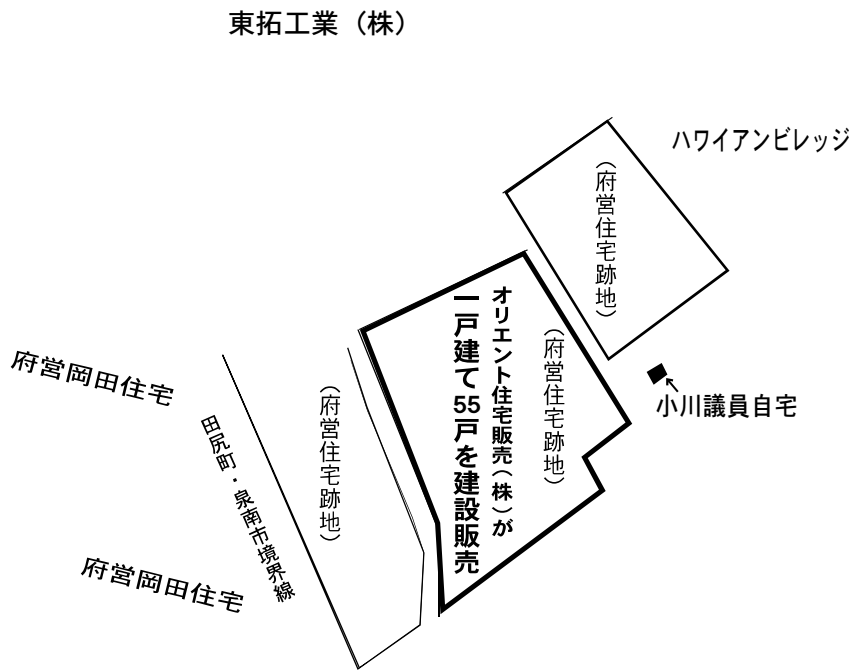 東拓工業（株）
ハワイアンビレッジ
（府営住宅跡地）
オリエント住宅販売（株）が
一戸建て55戸を建設販売
（府営住宅跡地）
小川議員自宅
府営岡田住宅
（府営住宅跡地）
田尻町・泉南市境界線
府営岡田住宅